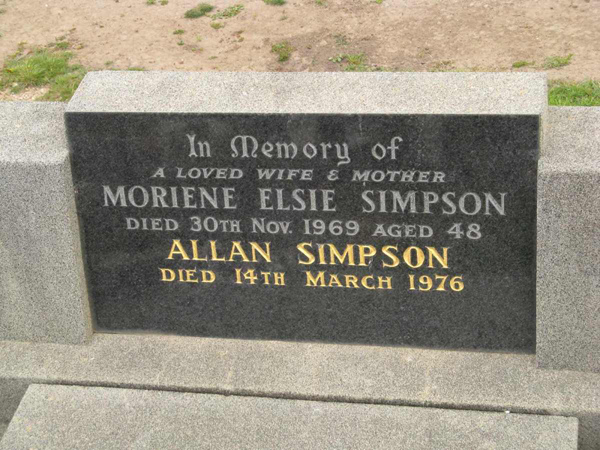 In Memory of
A LOVED WIFE & MOTHER
MORIENE ELSIE SIMPSON
DIED 30TH NOV. 1969 AGED 48
ALLAN SIMPSON
DIED 14TH MARCH 1976